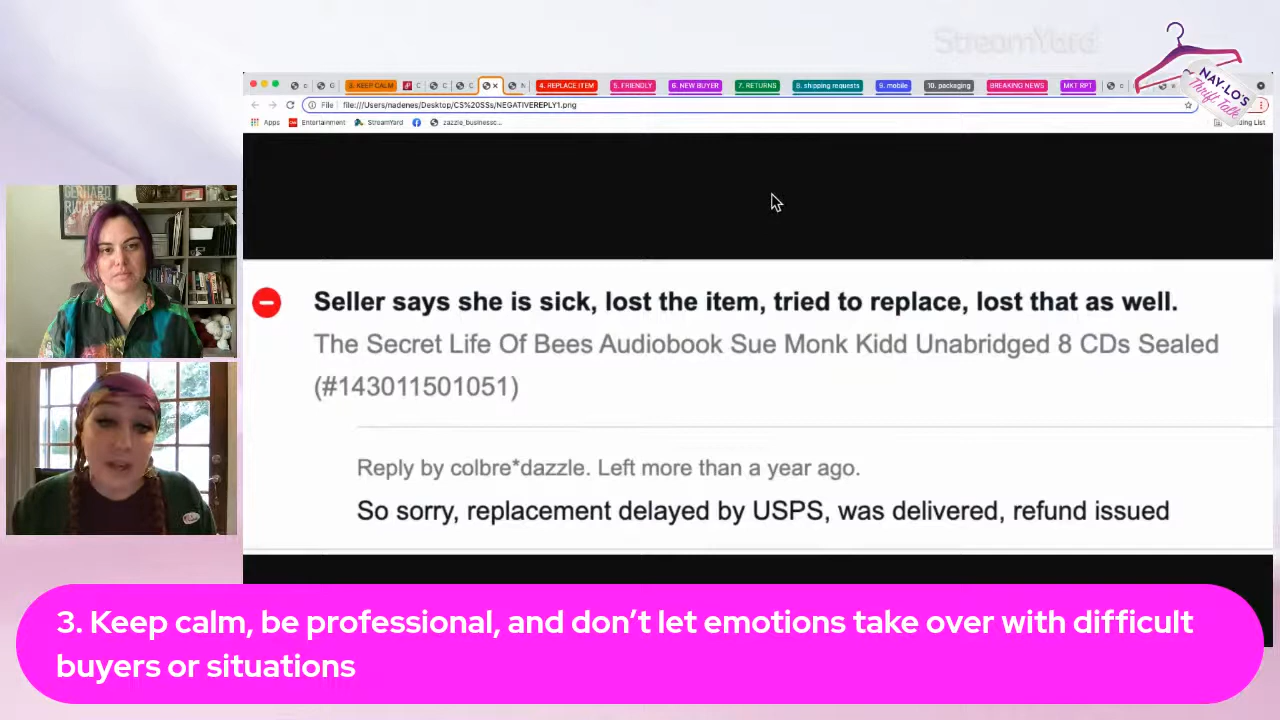 StreamYard
NAY-LO'S
Thrift Talk
3. KEEP CALM
4. REPLACE ITEM
5. FRIENDLY
6. NEW BUYER
7. RETURNS
8. shipping requests
9. mobile
10. packaging
BREAKING NEWS
MKT RPT
File file:///Users/nadenes/Desktop/CS%20SSs/NEGATIVEREPLY1.png
Apps Entertainment StreamYard zazzle_businessc...
GERHARD
RICHTER
Seller says she is sick, lost the item, tried to replace, lost that as well.
The Secret Life Of Bees Audiobook Sue Monk Kidd Unabridged 8 CDs Sealed
(#143011501051)
Reply by colbre*dazzle. Left more than a year ago.
So sorry, replacement delayed by USPS, was delivered, refund issued
3. Keep calm, be professional, and don’t let emotions take over with difficult
buyers or situations